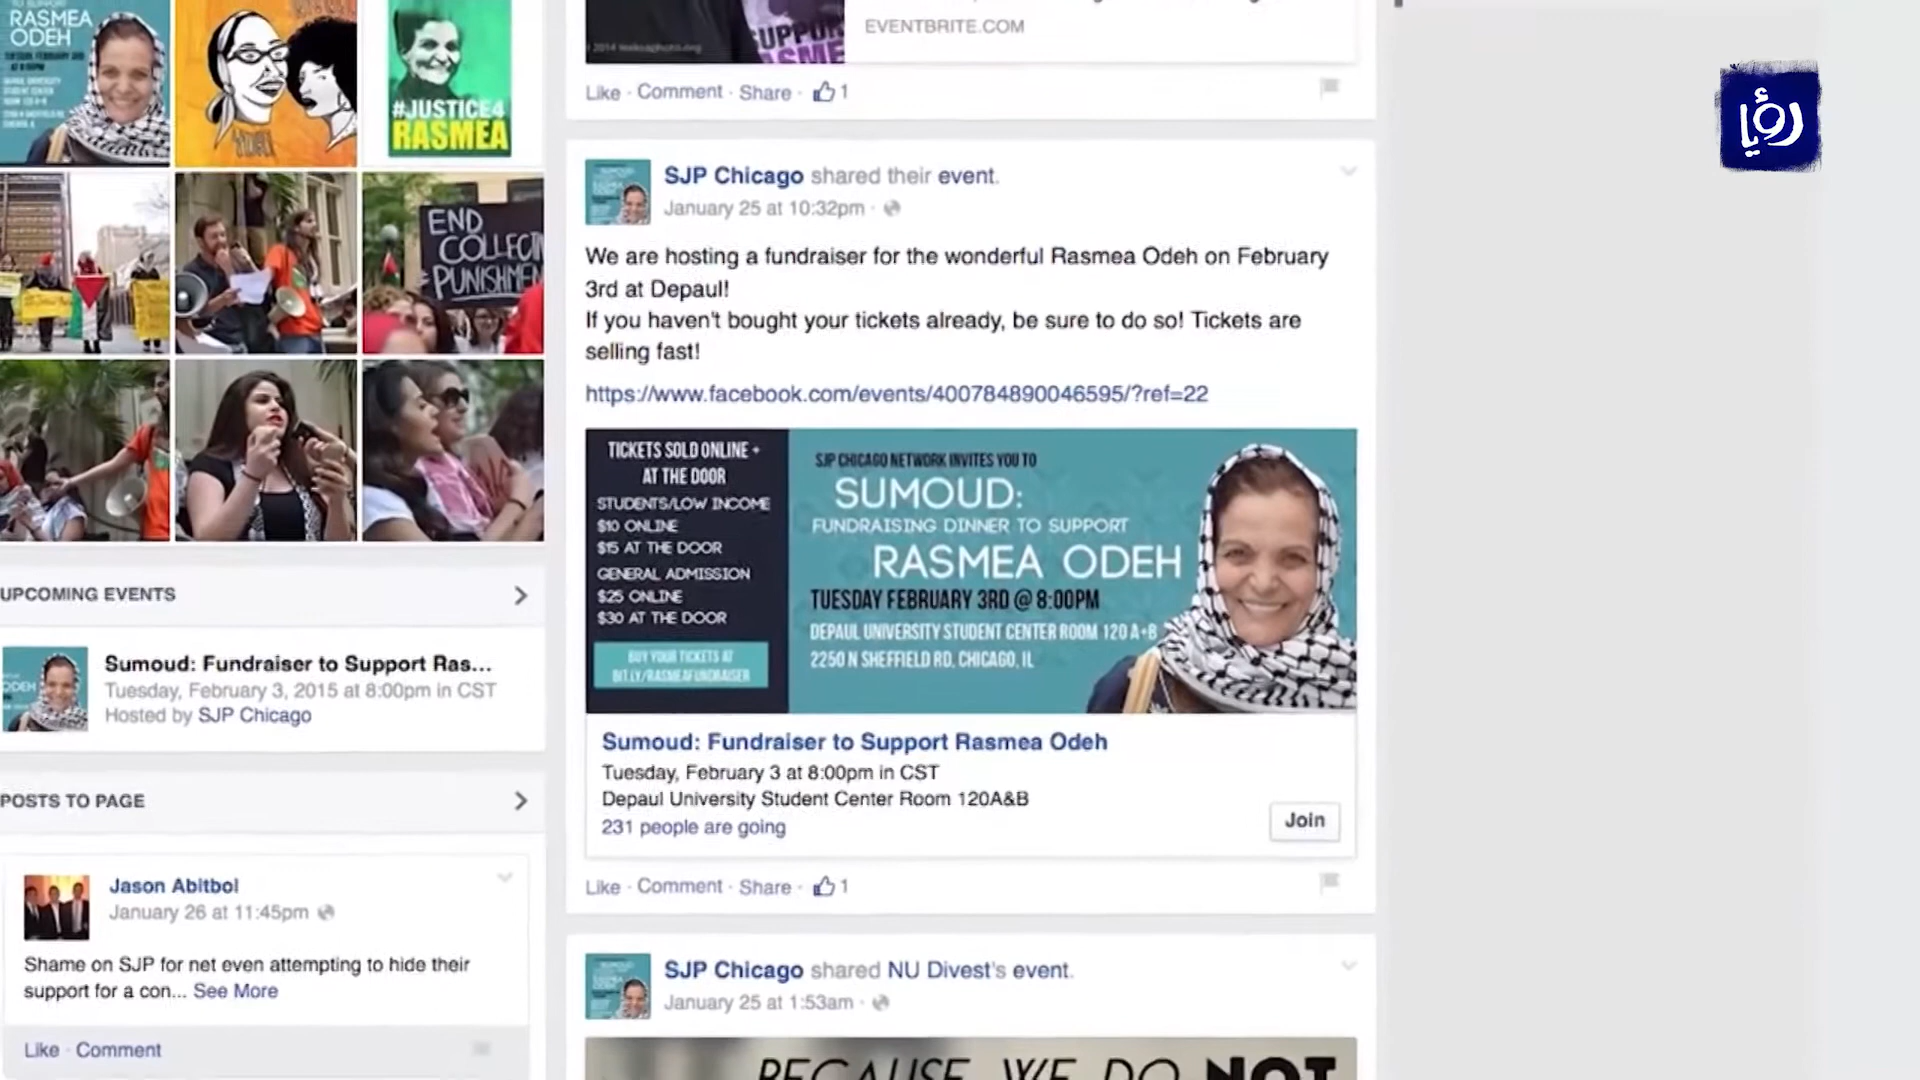 RASMEA
ODEH
#JUSTICE4
RASMEA
END
PUNISHMEN
UPCOMING EVENTS
Sumoud: Fundraiser to Support Ras...
Tuesday, February 3, 2015 at 8:00pm in CST
Hosted by SJP Chicago
POSTS TO PAGE
Jason Abitbol
January 26 at 11:45pm
Shame on SJP for net even attempting to hide their
support for a con... See More
Like · Comment
EVENTBRITE.COM
Like · Comment · Share · 1
SJP Chicago shared their event.
January 25 at 10:32pm ·
We are hosting a fundraiser for the wonderful Rasmea Odeh on February
3rd at Depaul!
If you haven't bought your tickets already, be sure to do so! Tickets are
selling fast!
https://www.facebook.com/events/400784890046595/?ref=22
TICKETS SOLD ONLINE +
AT THE DOOR
STUDENTS/LOW INCOME
$10 ONLINE
$15 AT THE DOOR
GENERAL ADMISSION
$25 ONLINE
$30 AT THE DOOR
BUY YOUR TICKETS AT
BIT.LY/RASMEAFUNDRAISER
SJP CHICAGO NETWORK INVITES YOU TO
SUMOUD:
FUNDRAISING DINNER TO SUPPORT
RASMEA ODEH
TUESDAY FEBRUARY 3RD @ 8:00PM
DEPAUL UNIVERSITY STUDENT CENTER ROOM 120 A+B
2250 N SHEFFIELD RD. CHICAGO, IL
Sumoud: Fundraiser to Support Rasmea Odeh
Tuesday, February 3 at 8:00pm in CST
Depaul University Student Center Room 120A&B
231 people are going
Join
Like · Comment · Share · 1
SJP Chicago shared NU Divest's event.
January 25 at 1:53am ·
BECAUSE WE DO NOT
رؤيا